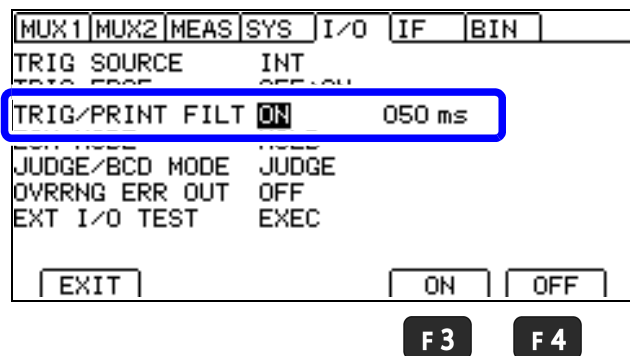 MUX1 MUX2 MEAS SYS I/O IF BIN
TRIG SOURCE INT
TRIG/PRINT FILT ON 050 ms
JUDGE/BCD MODE JUDGE
OVRRNG ERR OUT OFF
EXT I/O TEST EXEC
EXIT ON OFF
F3 F4